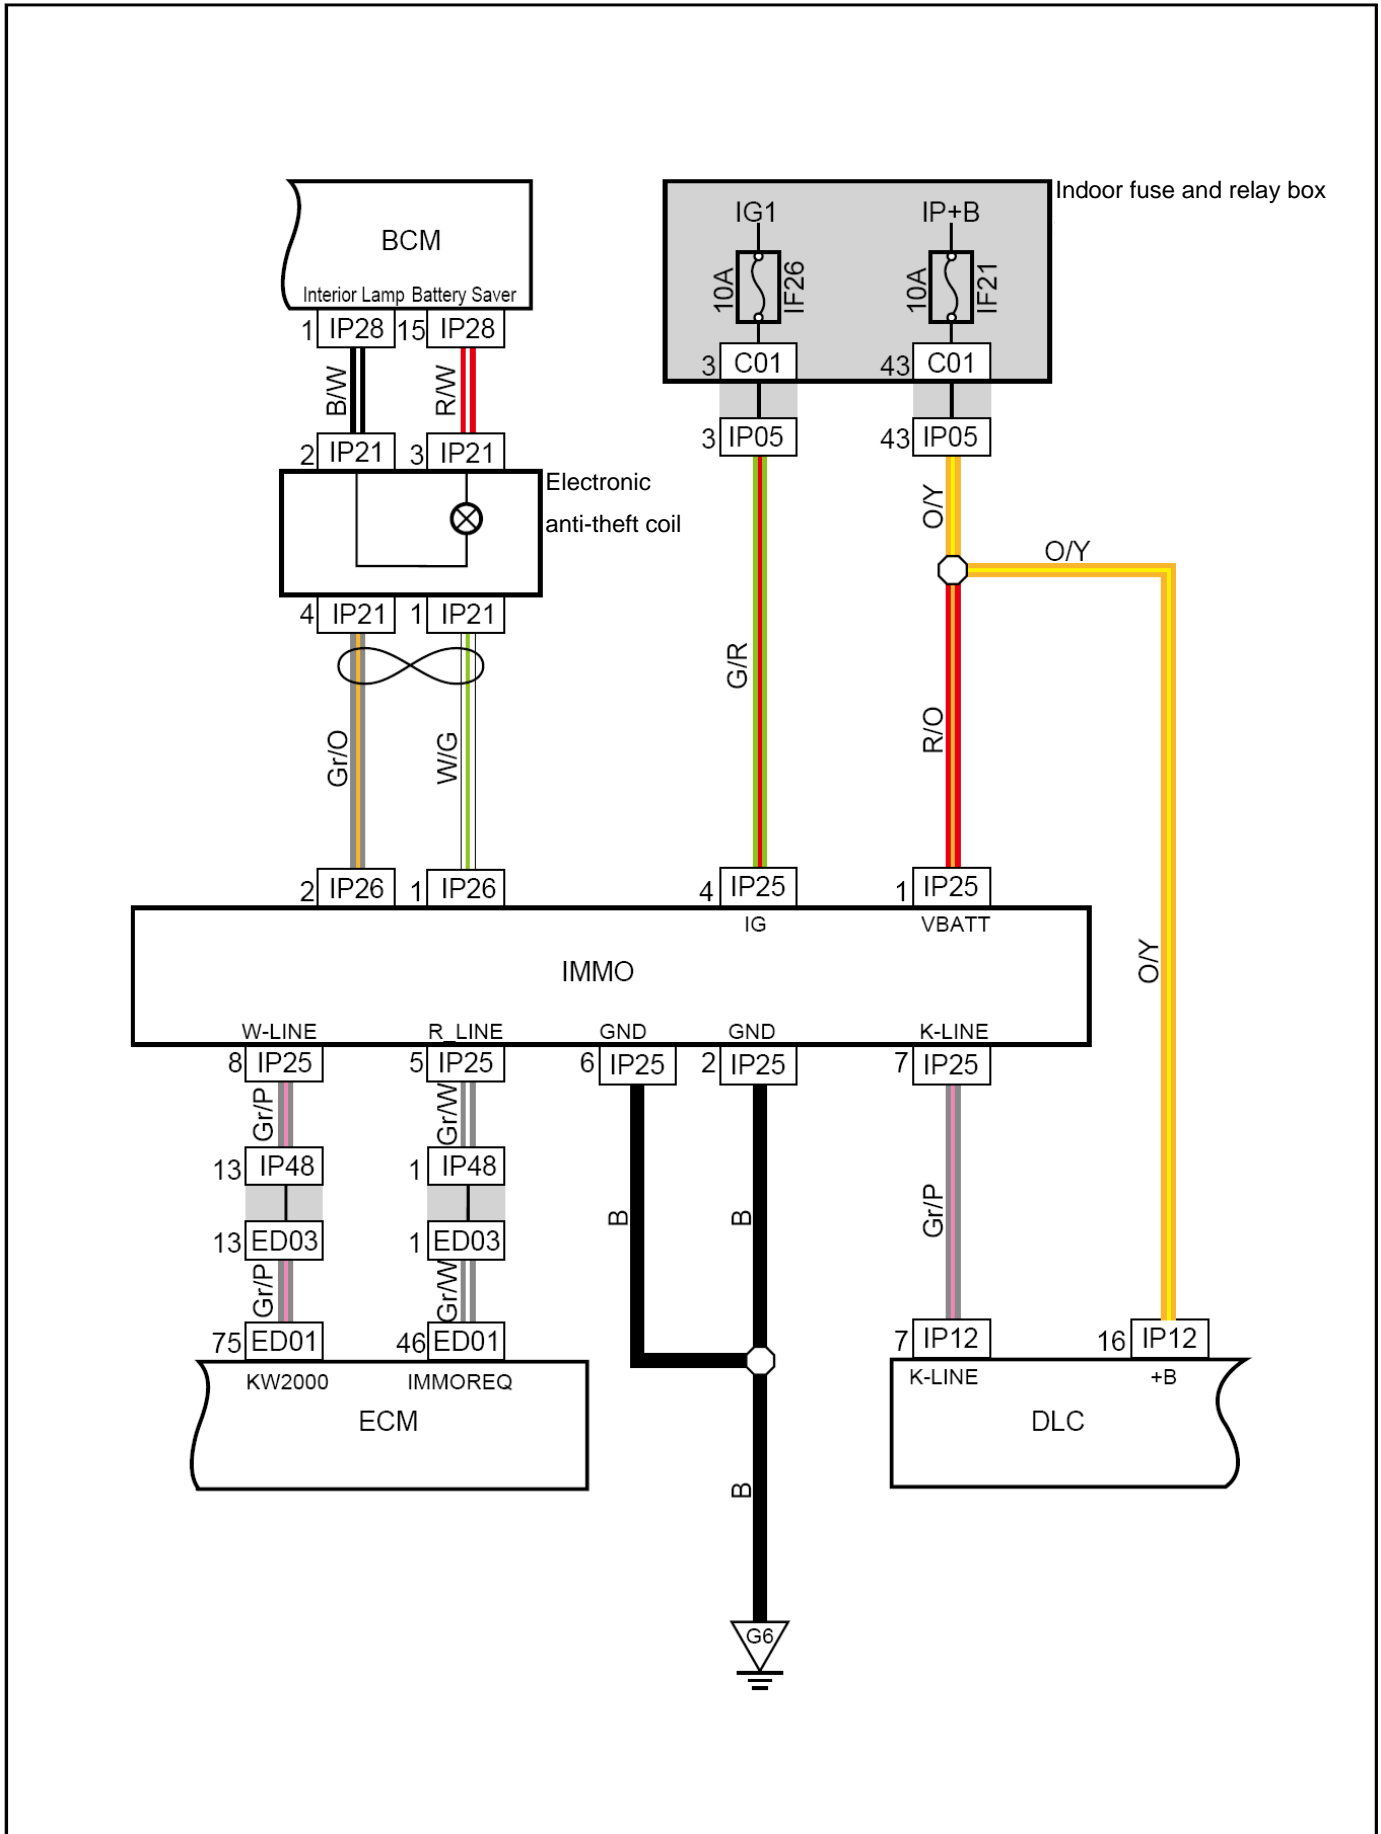 Indoor fuse and relay box
BCM
Interior Lamp Battery Saver
1 IP28 15 IP28
B/W R/W
2 IP21 3 IP21
Electronic
anti-theft coil
4 IP21 1 IP21
Gr/O W/G
2 IP26 1 IP26
IG1 IP+B
10A IF26 10A IF21
3 C01 43 C01
3 IP05 43 IP05
O/Y
O/Y
G/R
R/O
O/Y
4 IP25 1 IP25
IG VBATT
IMMO
W-LINE R_LINE GND GND K-LINE
8 IP25 5 IP25 6 IP25 2 IP25 7 IP25
Gr/P Gr/W
13 IP48 1 IP48
13 ED03 1 ED03
Gr/P Gr/W
75 ED01 46 ED01
KW2000 IMMOREQ
ECM
B B
B
G6
Gr/P
7 IP12 16 IP12
K-LINE +B
DLC